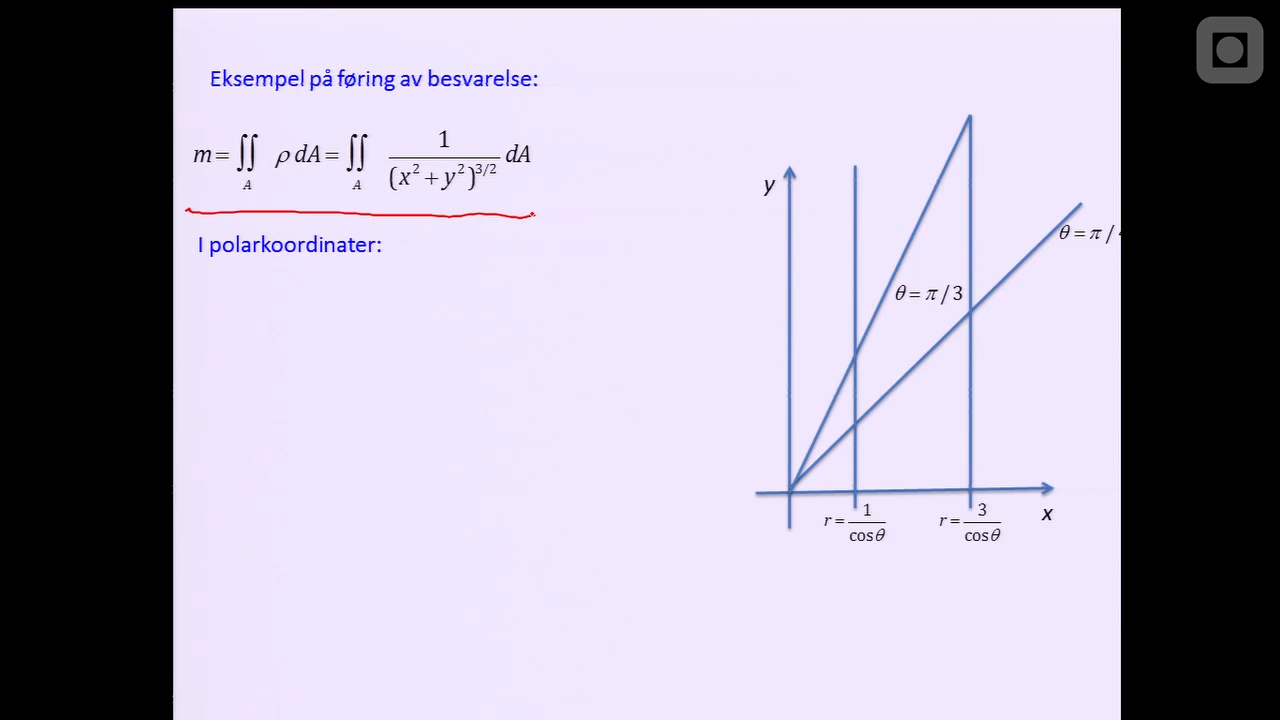 Eksempel på føring av besvarelse:
m = ∬_A ρ dA = ∬_A 1/(x² + y²)^{3/2} dA
I polarkoordinater:
y
θ = π /
θ = π / 3
r = 1/cosθ
r = 3/cosθ
x